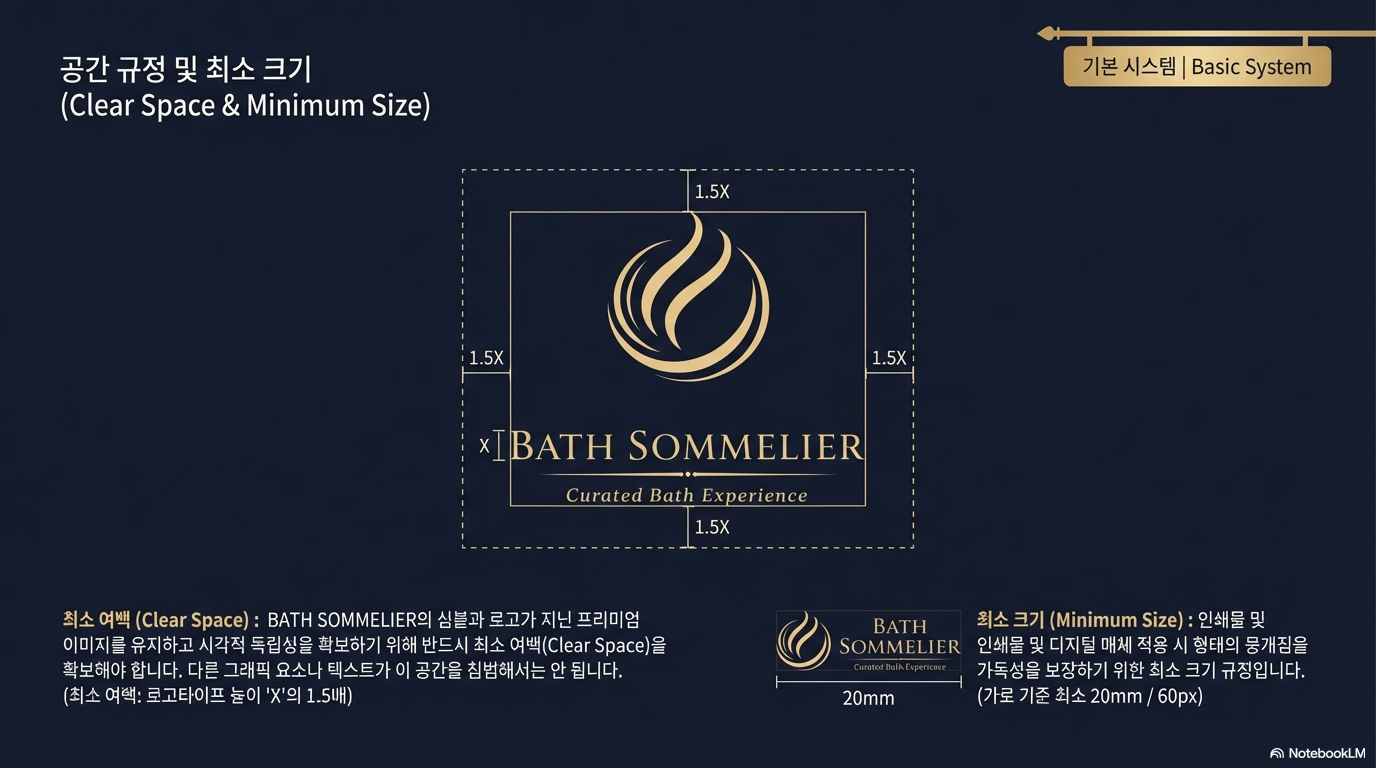 공간 규정 및 최소 크기
(Clear Space & Minimum Size)
기본 시스템 | Basic System
1.5X
1.5X
1.5X
X
BATH SOMMELIER
Curated Bath Experience
1.5X
최소 여백 (Clear Space) : BATH SOMMELIER의 심볼과 로고가 지닌 프리미엄
이미지를 유지하고 시각적 독립성을 확보하기 위해 반드시 최소 여백(Clear Space)을
확보해야 합니다. 다른 그래픽 요소나 텍스트가 이 공간을 침범해서는 안 됩니다.
(최소 여백: 로고타이프 높이 'X'의 1.5배)
BATH
SOMMELIER
Curated Bath Experience
20mm
최소 크기 (Minimum Size) : 인쇄물 및
인쇄물 및 디지털 매체 적용 시 형태의 뭉개짐을
가독성을 보장하기 위한 최소 크기 규정입니다.
(가로 기준 최소 20mm / 60px)
NotebookLM